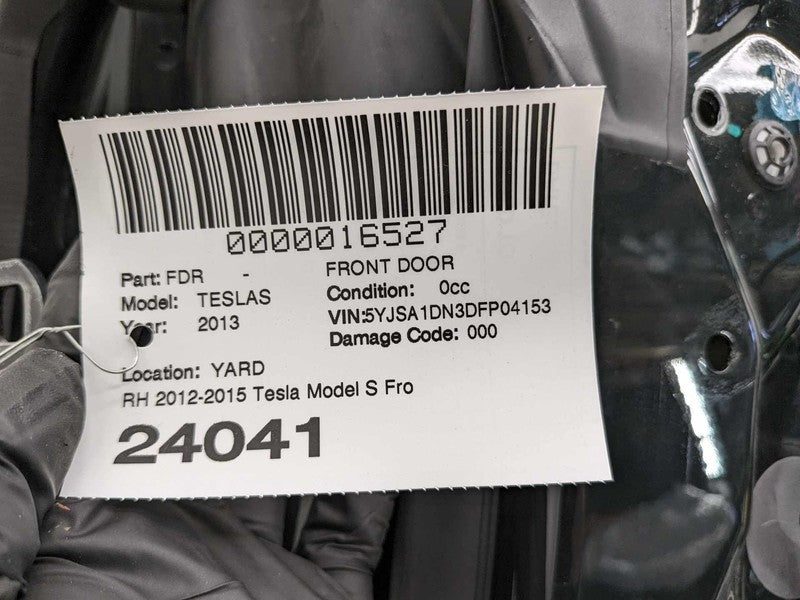 0000016527
Part: FDR - FRONT DOOR
Model: TESLAS Condition: 0cc
Year: 2013 VIN:5YJSA1DN3DFP04153
Damage Code: 000
Location: YARD
RH 2012-2015 Tesla Model S Fro
24041